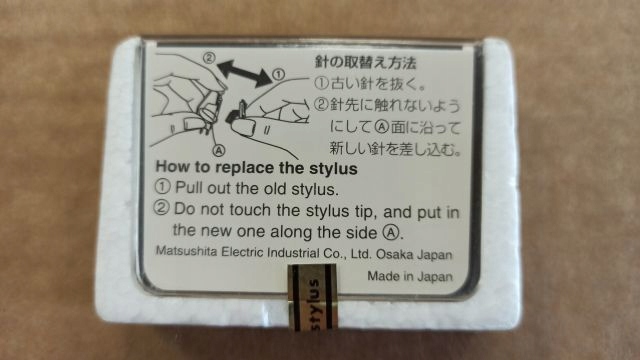 ②
①
Ⓐ
針の取替え方法
①古い針を抜く。
②針先に触れないよう
にしてⒶ面に沿って
新しい針を差し込む。
How to replace the stylus
① Pull out the old stylus.
② Do not touch the stylus tip, and put in
the new one along the side Ⓐ.
Matsushita Electric Industrial Co., Ltd. Osaka Japan
Made in Japan
stylus